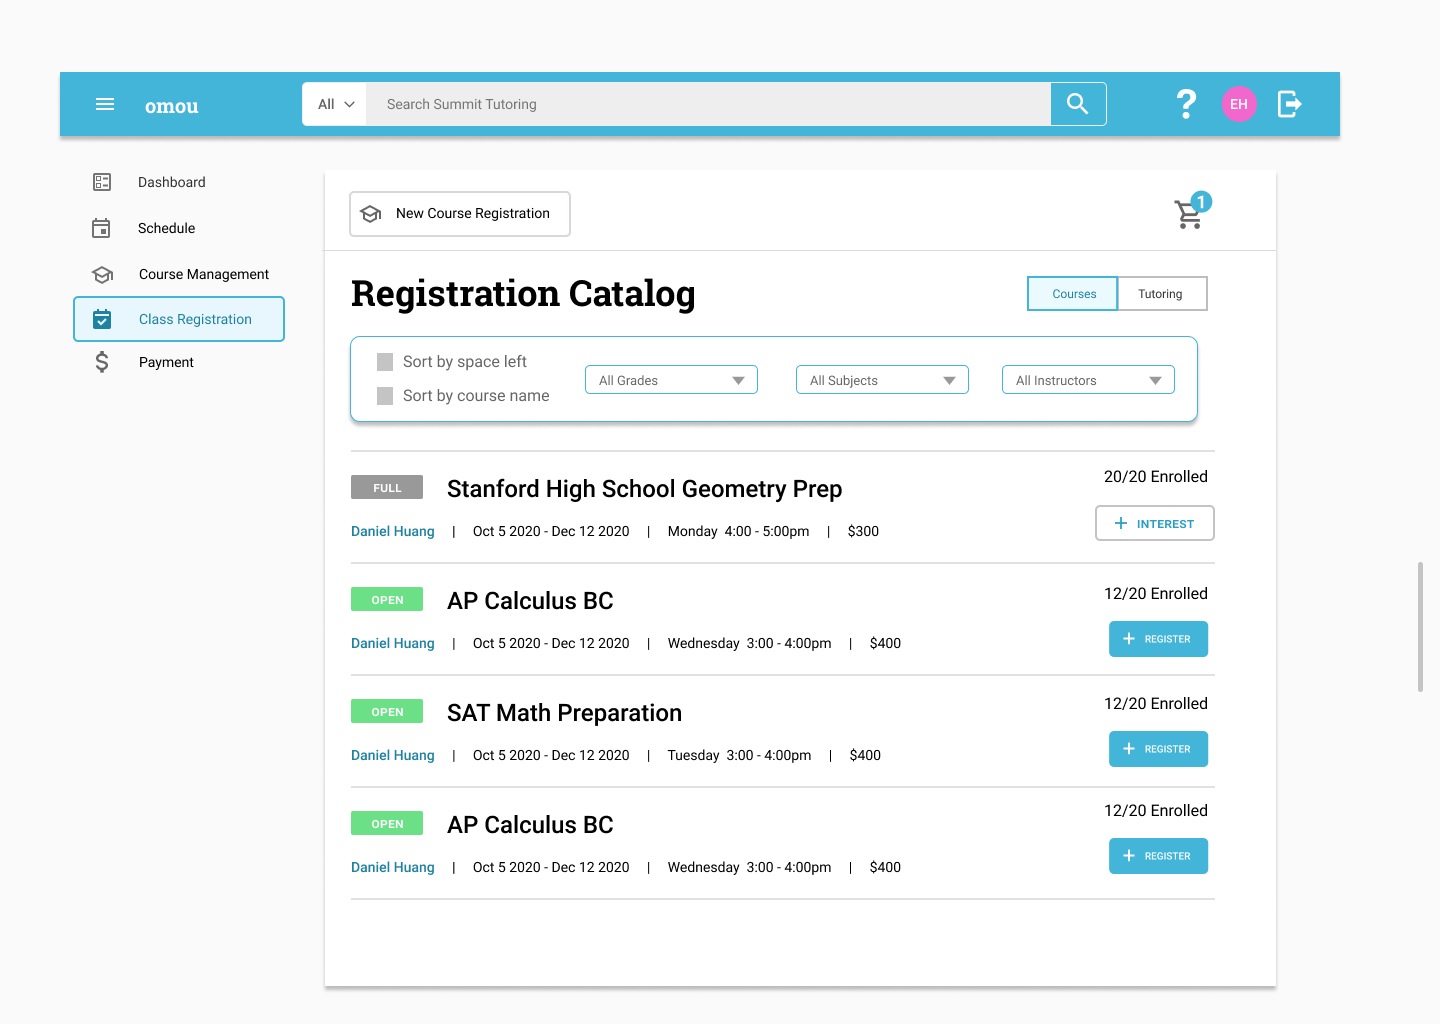 omou
All
Search Summit Tutoring
?
EH
Dashboard
Schedule
Course Management
Class Registration
Payment
New Course Registration
1
Registration Catalog
Courses
Tutoring
Sort by space left
Sort by course name
All Grades
All Subjects
All Instructors
FULL
Stanford High School Geometry Prep
20/20 Enrolled
Daniel Huang | Oct 5 2020 - Dec 12 2020 | Monday 4:00 - 5:00pm | $300
+ INTEREST
OPEN
AP Calculus BC
12/20 Enrolled
Daniel Huang | Oct 5 2020 - Dec 12 2020 | Wednesday 3:00 - 4:00pm | $400
+ REGISTER
OPEN
SAT Math Preparation
12/20 Enrolled
Daniel Huang | Oct 5 2020 - Dec 12 2020 | Tuesday 3:00 - 4:00pm | $400
+ REGISTER
OPEN
AP Calculus BC
12/20 Enrolled
Daniel Huang | Oct 5 2020 - Dec 12 2020 | Wednesday 3:00 - 4:00pm | $400
+ REGISTER